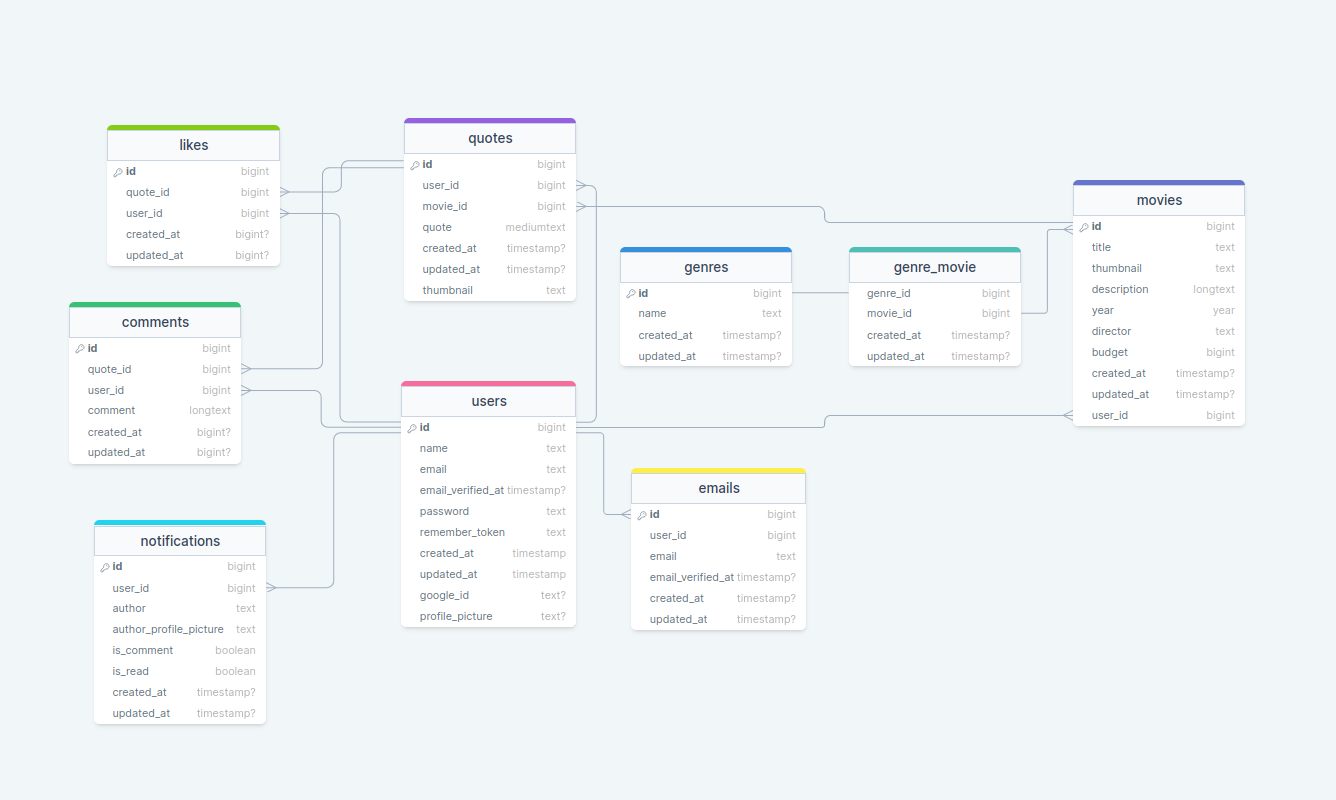 likes
id bigint
quote_id bigint
user_id bigint
created_at bigint?
updated_at bigint?
quotes
id bigint
user_id bigint
movie_id bigint
quote mediumtext
created_at timestamp?
updated_at timestamp?
thumbnail text
movies
id bigint
title text
thumbnail text
description longtext
year year
director text
budget bigint
created_at timestamp?
updated_at timestamp?
user_id bigint
genres
id bigint
name text
created_at timestamp?
updated_at timestamp?
genre_movie
genre_id bigint
movie_id bigint
created_at timestamp?
updated_at timestamp?
comments
id bigint
quote_id bigint
user_id bigint
comment longtext
created_at bigint?
updated_at bigint?
users
id bigint
name text
email text
email_verified_at timestamp?
password text
remember_token text
created_at timestamp
updated_at timestamp
google_id text?
profile_picture text?
emails
id bigint
user_id bigint
email text
email_verified_at timestamp?
created_at timestamp?
updated_at timestamp?
notifications
id bigint
user_id bigint
author text
author_profile_picture text
is_comment boolean
is_read boolean
created_at timestamp?
updated_at timestamp?